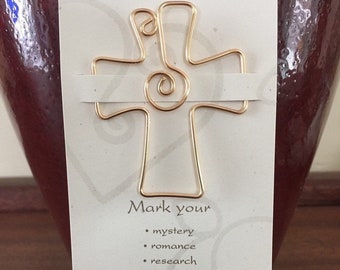 Mark your
• mystery
• romance
• research